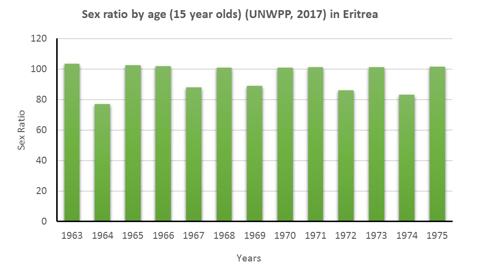 Sex ratio by age (15 year olds) (UNWPP, 2017) in Eritrea
120
100
80
60
40
20
0
Sex Ratio
1963 1964 1965 1966 1967 1968 1969 1970 1971 1972 1973 1974 1975
Years